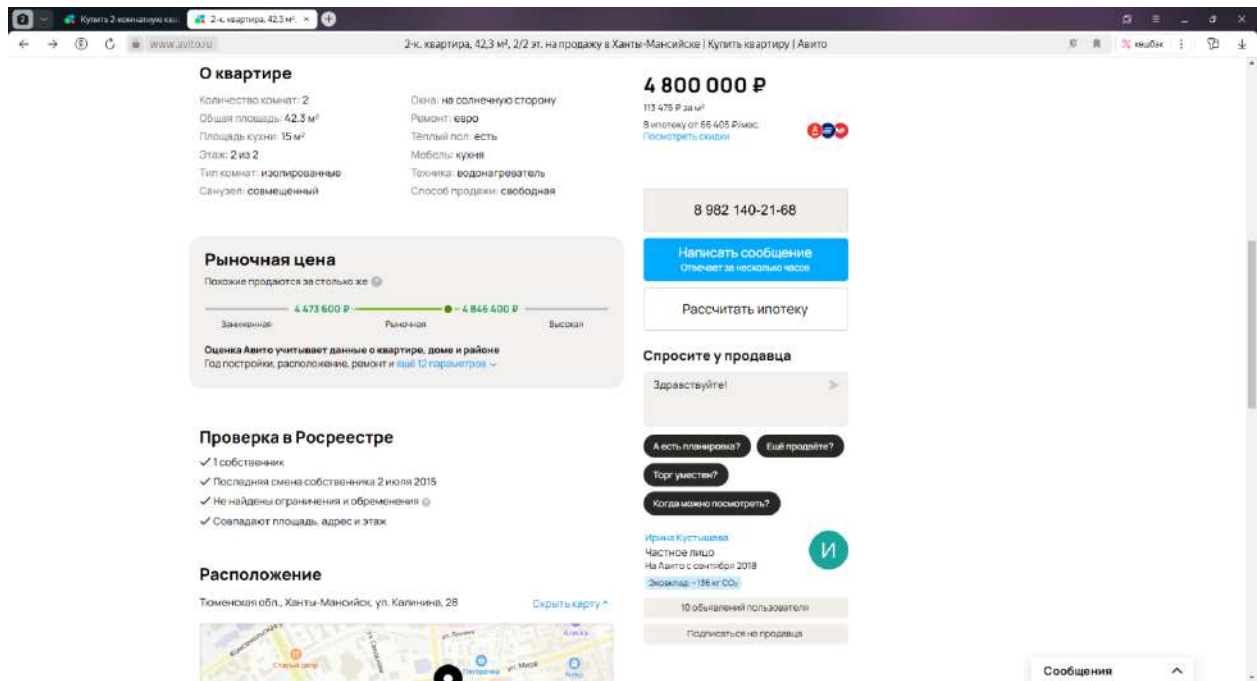 Купить 2-комнатную ква
2-к. квартира, 42,3 м²,
www.avito.ru
2-к. квартира, 42,3 м², 2/2 эт. на продажу в Ханты-Мансийске | Купить квартиру | Авито
кешбэк
О квартире
Количество комнат: 2
Общая площадь: 42.3 м²
Площадь кухни: 15 м²
Этаж: 2 из 2
Тип комнат: изолированные
Санузел: совмещенный
Окна: на солнечную сторону
Ремонт: евро
Тёплый пол: есть
Мебель: кухня
Техника: водонагреватель
Способ продажи: свободная
4 800 000 ₽
113 475 ₽ за м²
В ипотеку от 66 405 ₽/мес.
Посмотреть скидки
8 982 140-21-68
Написать сообщение
Отвечает за несколько часов
Рассчитать ипотеку
Рыночная цена
Похожие продаются за столько же
4 473 600 ₽
4 846 400 ₽
Заниженная
Рыночная
Высокая
Оценка Авито учитывает данные о квартире, доме и районе
Год постройки, расположение, ремонт и ещё 12 параметров
Спросите у продавца
Здравствуйте!
А есть планировка?
Ещё продаёте?
Торг уместен?
Когда можно посмотреть?
Проверка в Росреестре
1 собственник
Последняя смена собственника 2 июля 2015
Не найдены ограничения и обременения
Совпадают площадь, адрес и этаж
Ирина Кустышева
Частное лицо
На Авито с сентября 2018
Эковклад: −136 кг CO₂
И
10 объявлений пользователя
Подписаться на продавца
Расположение
Тюменская обл., Ханты-Мансийск, ул. Калинина, 28
Скрыть карту
Комсомольская
Старый двор
ул. Мира
Сообщения